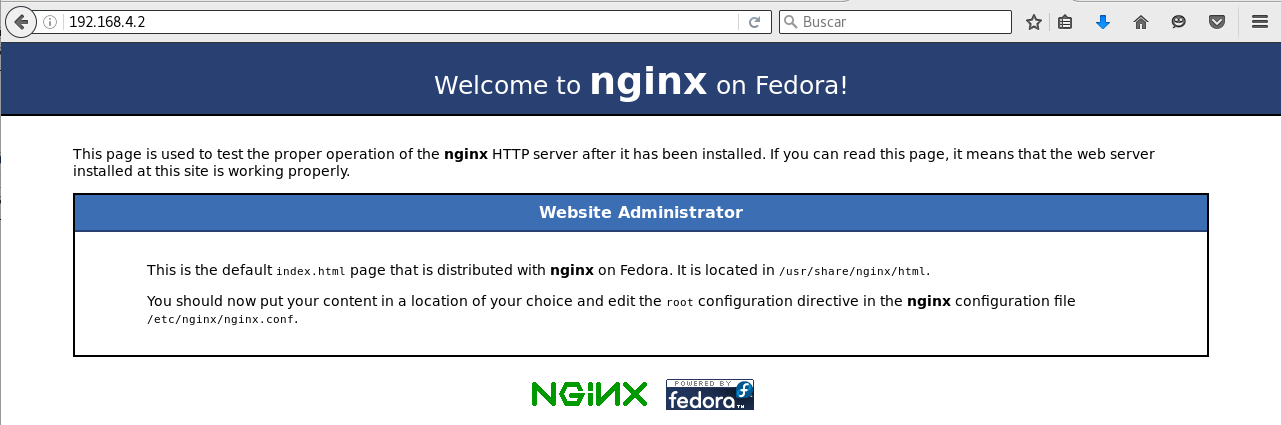 192.168.4.2
Buscar
Welcome to nginx on Fedora!
This page is used to test the proper operation of the nginx HTTP server after it has been installed. If you can read this page, it means that the web server
installed at this site is working properly.
Website Administrator
This is the default index.html page that is distributed with nginx on Fedora. It is located in /usr/share/nginx/html.
You should now put your content in a location of your choice and edit the root configuration directive in the nginx configuration file
/etc/nginx/nginx.conf.
NGiNX
POWERED BY
fedora™